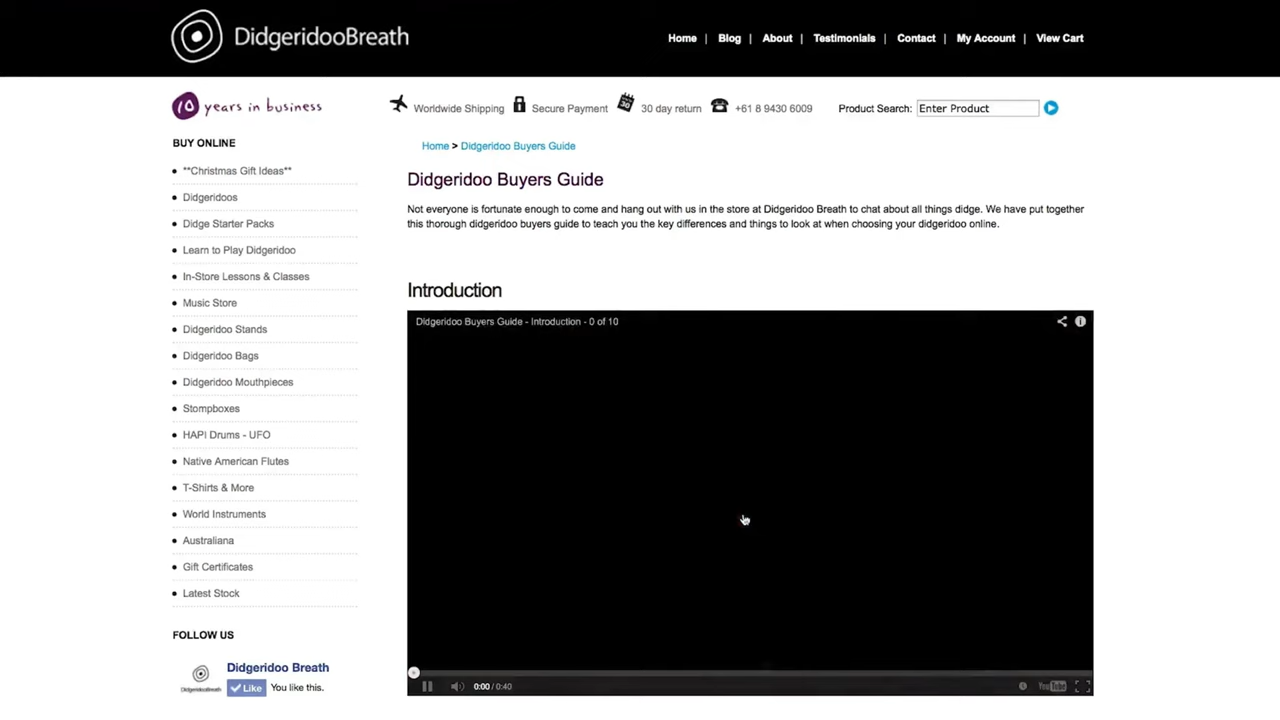 DidgeridooBreath
Home | Blog | About | Testimonials | Contact | My Account | View Cart
10 years in business
Worldwide Shipping
Secure Payment
30
30 day return
+61 8 9430 6009
Product Search: Enter Product
BUY ONLINE
**Christmas Gift Ideas**
Didgeridoos
Didge Starter Packs
Learn to Play Didgeridoo
In-Store Lessons & Classes
Music Store
Didgeridoo Stands
Didgeridoo Bags
Didgeridoo Mouthpieces
Stompboxes
HAPI Drums - UFO
Native American Flutes
T-Shirts & More
World Instruments
Australiana
Gift Certificates
Latest Stock
FOLLOW US
DidgeridooBreath
Didgeridoo Breath
Like You like this.
Home > Didgeridoo Buyers Guide
Didgeridoo Buyers Guide
Not everyone is fortunate enough to come and hang out with us in the store at Didgeridoo Breath to chat about all things didge. We have put together
this thorough didgeridoo buyers guide to teach you the key differences and things to look at when choosing your didgeridoo online.
Introduction
Didgeridoo Buyers Guide - Introduction - 0 of 10
0:00 / 0:40
YouTube